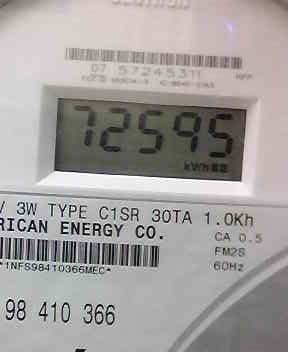 07 57245311
72595
kWh
V 3W TYPE C1SR 30TA 1.0Kh
RICAN ENERGY CO.
CA 0.5
FM2S
60Hz
*1NFS98410366MEC*
98 410 366